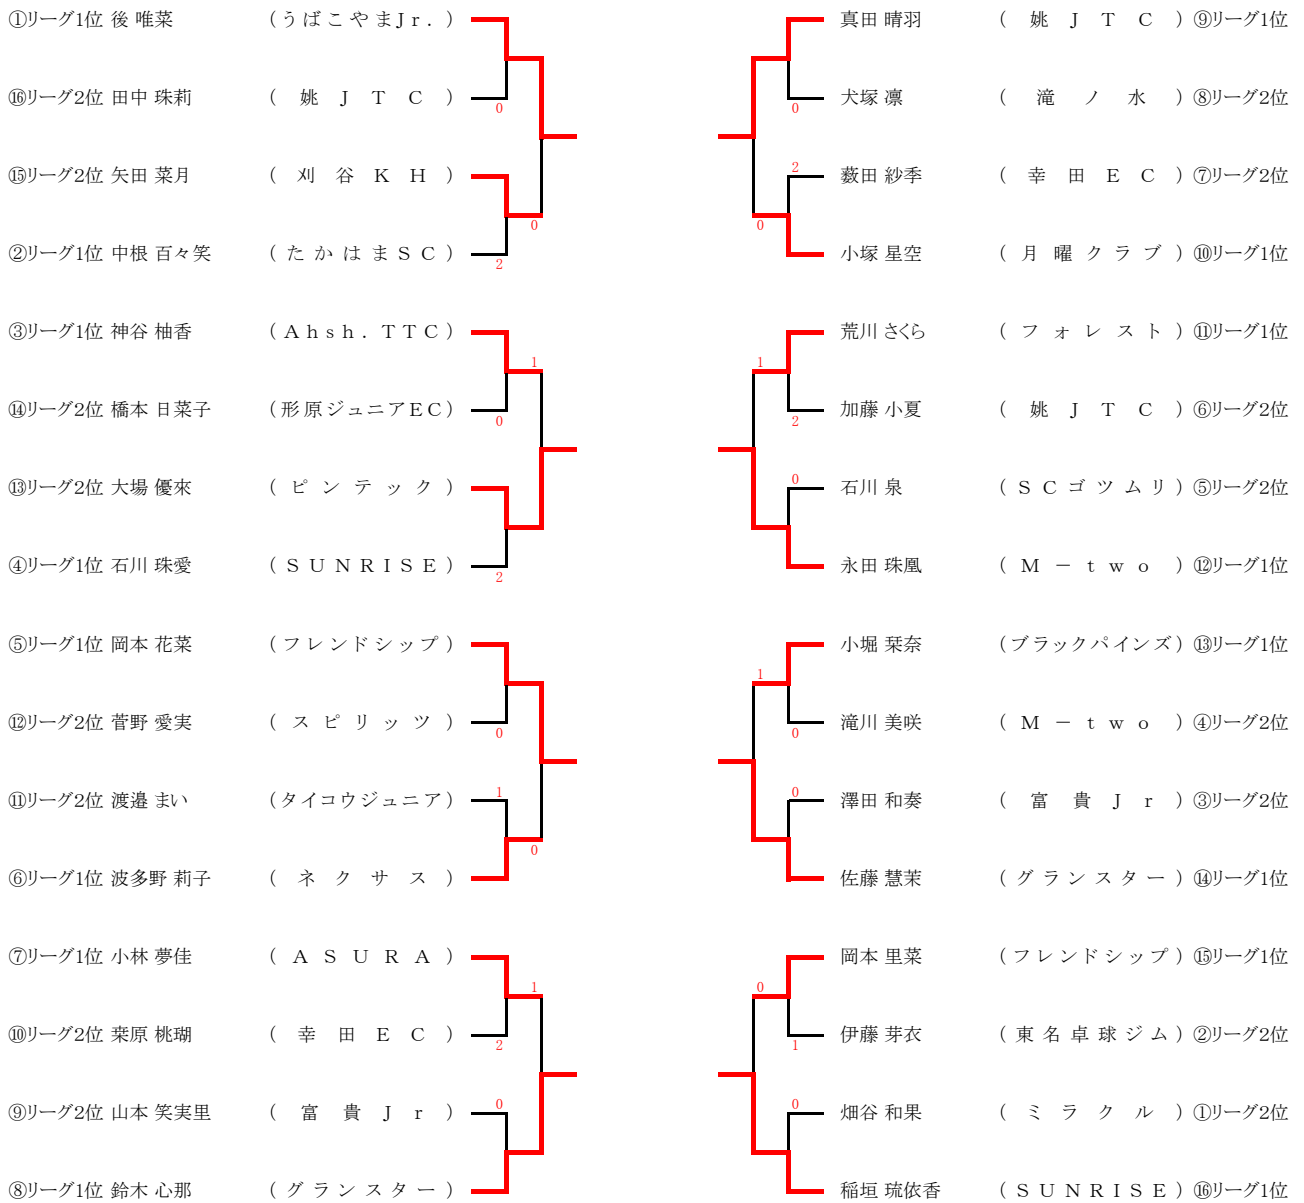 ①リーグ1位 後 唯菜 (うばこやまJr.) 真田 晴羽 (姚JTC) ⑨リーグ1位
⑯リーグ2位 田中 珠莉 (姚JTC) 犬塚 凛 (滝ノ水) ⑧リーグ2位
0 0
⑮リーグ2位 矢田 菜月 (刈谷KH) 2 薮田 紗季 (幸田EC) ⑦リーグ2位
0 0
②リーグ1位 中根 百々笑 (たかはまSC) 小塚 星空 (月曜クラブ) ⑩リーグ1位
2
③リーグ1位 神谷 柚香 (Ahsh.TTC) 荒川 さくら (フォレスト) ⑪リーグ1位
1 1
⑭リーグ2位 橋本 日菜子 (形原ジュニアEC) 加藤 小夏 (姚JTC) ⑥リーグ2位
0 2
⑬リーグ2位 大場 優來 (ピンテック) 0 石川 泉 (SCゴツムリ) ⑤リーグ2位
④リーグ1位 石川 珠愛 (SUNRISE) 永田 珠凰 (M-two) ⑫リーグ1位
2
⑤リーグ1位 岡本 花菜 (フレンドシップ) 小堀 栞奈 (ブラックパインズ) ⑬リーグ1位
1
⑫リーグ2位 菅野 愛実 (スピリッツ) 滝川 美咲 (M-two) ④リーグ2位
0 0
⑪リーグ2位 渡邉 まい (タイコウジュニア) 1 0 澤田 和奏 (富貴Jr) ③リーグ2位
0
⑥リーグ1位 波多野 莉子 (ネクサス) 佐藤 慧茉 (グランスター) ⑭リーグ1位
⑦リーグ1位 小林 夢佳 (ASURA) 岡本 里菜 (フレンドシップ) ⑮リーグ1位
1 0
⑩リーグ2位 桒原 桃瑚 (幸田EC) 伊藤 芽衣 (東名卓球ジム) ②リーグ2位
2 1
⑨リーグ2位 山本 笑実里 (富貴Jr) 0 0 畑谷 和果 (ミラクル) ①リーグ2位
⑧リーグ1位 鈴木 心那 (グランスター) 稲垣 琉依香 (SUNRISE) ⑯リーグ1位